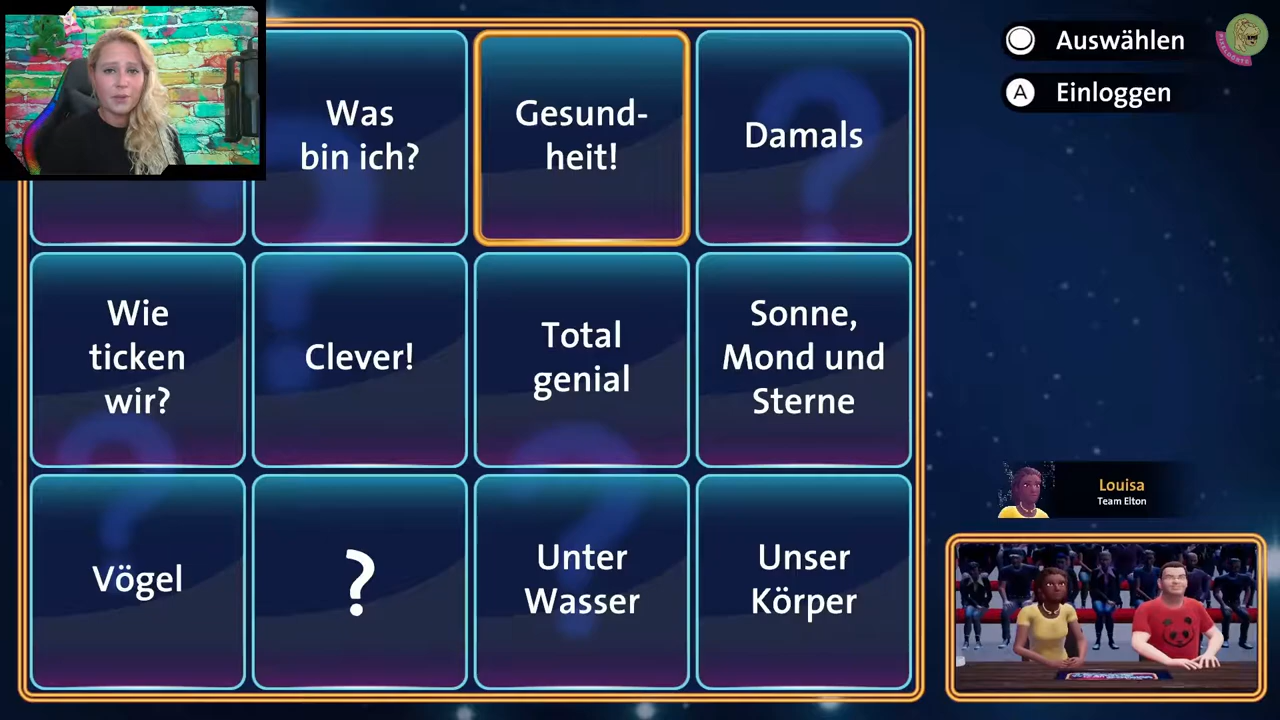 Auswählen
A
Einloggen
Was
bin ich?
Gesund-
heit!
Damals
Wie
ticken
wir?
Clever!
Total
genial
Sonne,
Mond und
Sterne
Vögel
?
Unter
Wasser
Unser
Körper
Louisa
Team Elton